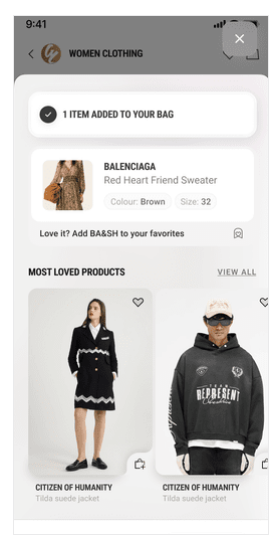 9:41
WOMEN CLOTHING
1 ITEM ADDED TO YOUR BAG
BALENCIAGA
Red Heart Friend Sweater
Colour: Brown Size: 32
Love it? Add BA&SH to your favorites
MOST LOVED PRODUCTS VIEW ALL
TEAM
REPRESENT
CITIZEN OF HUMANITY CITIZEN OF HUMANITY
Tilda suede jacket Tilda suede jacket